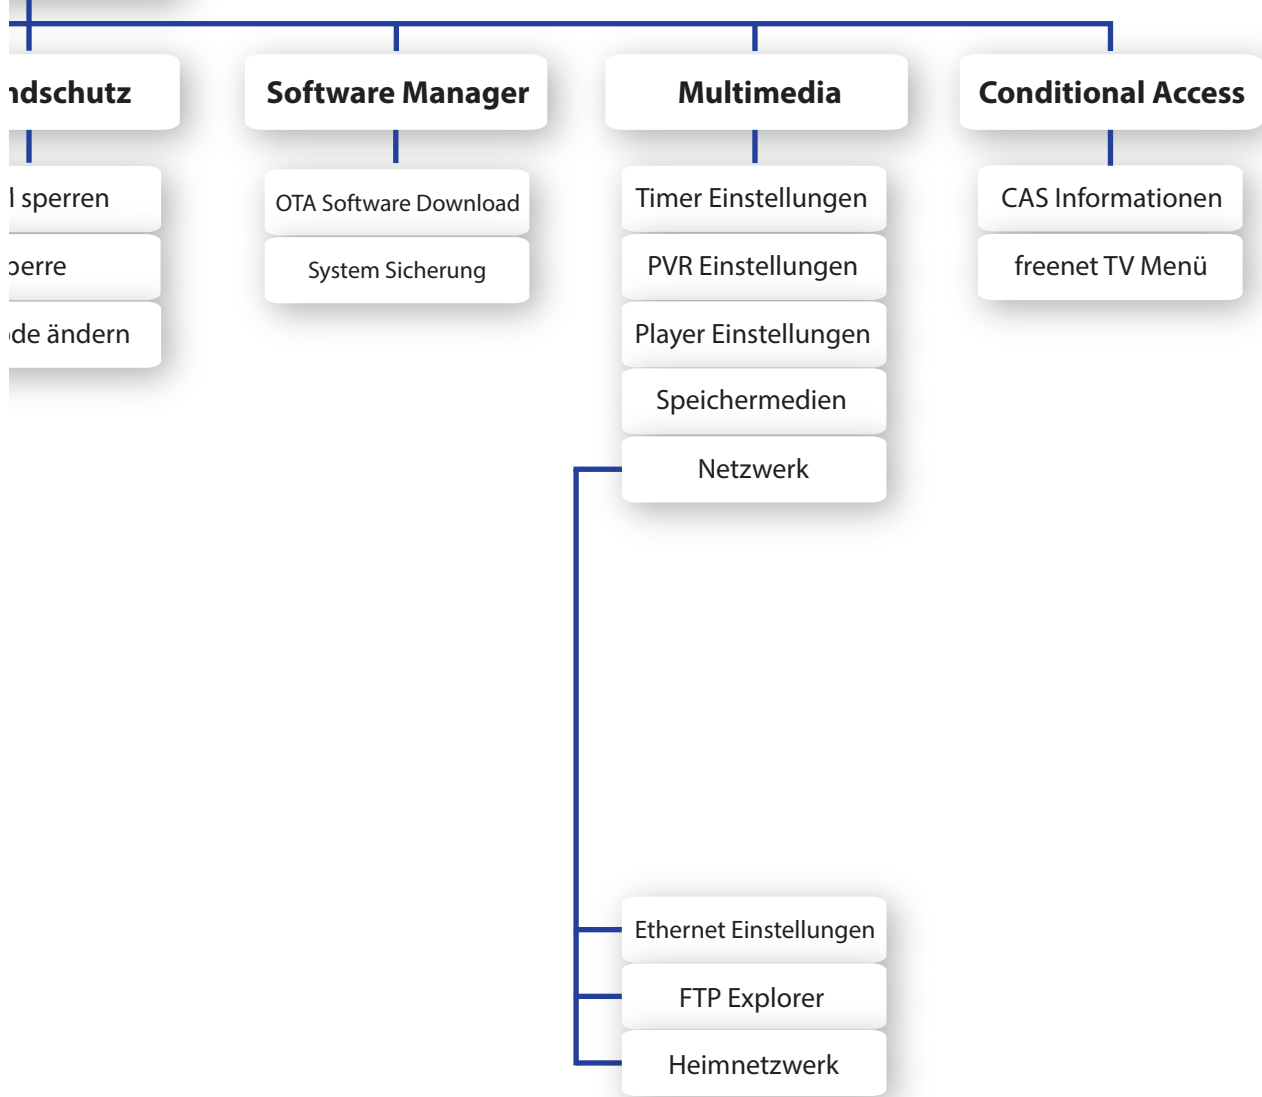 ndschutz
sperren
perre
ode ändern
Software Manager
OTA Software Download
System Sicherung
Multimedia
Timer Einstellungen
PVR Einstellungen
Player Einstellungen
Speichermedien
Netzwerk
Ethernet Einstellungen
FTP Explorer
Heimnetzwerk
Conditional Access
CAS Informationen
freenet TV Menü